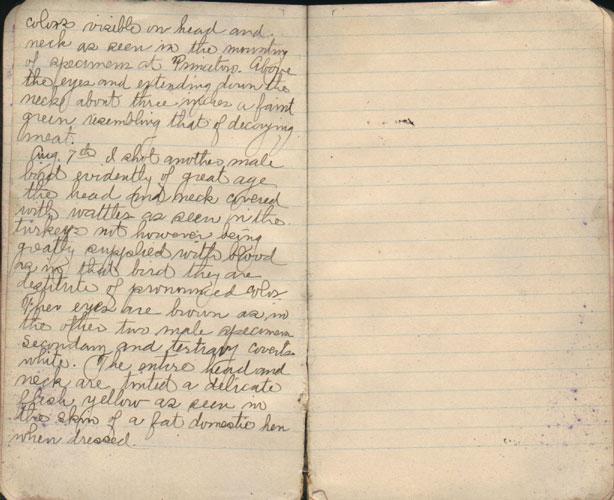 colors visible on head and
neck as seen in the mounting
of specimens at Princeton. Above
the eyes and extending down the
neck about three inches a faint
green resembling that of decaying
meat.
Aug. 7th I shot another male
bird evidently of great age
the head and neck covered
with wattles as seen in the
turkey not however being
greatly supplied with blood
as in that bird they are
destitute of pronounced color.
eyes are brown as in
the other two male specimens
secondary and tertiary coverts
white. (The entire head and
neck are tinted a delicate
flesh yellow as seen in
the skin of a fat domestic hen
when dressed.